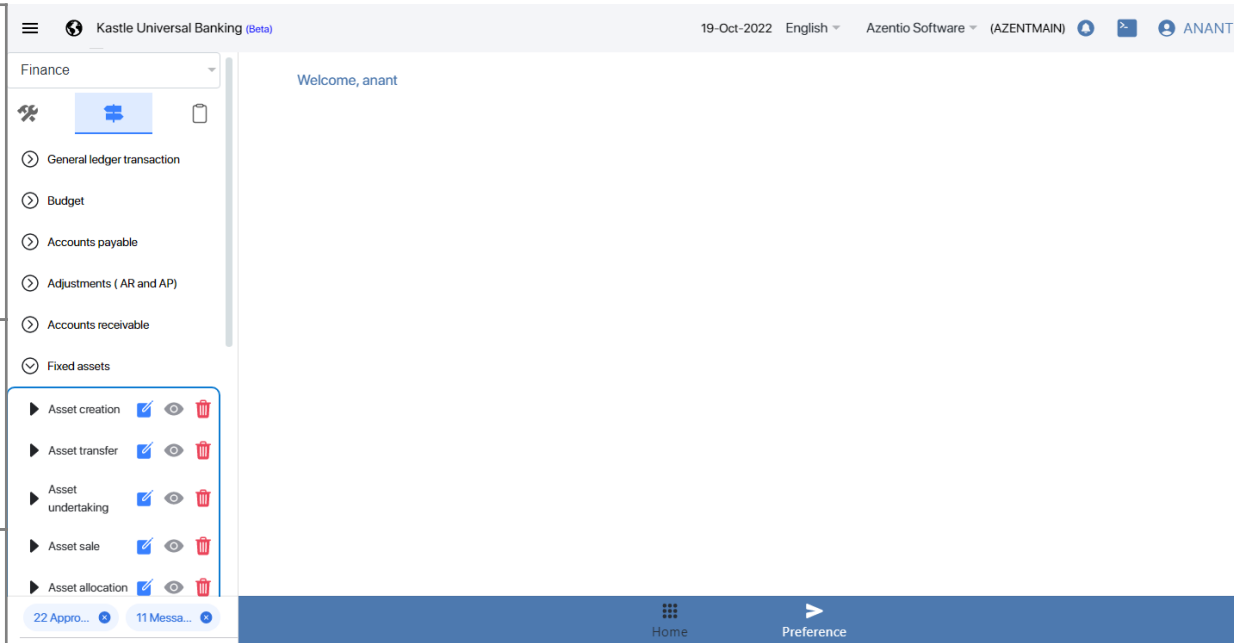 Kastle Universal Banking (Beta)
19-Oct-2022 English Azentio Software (AZENTMAIN) ANANT
Finance
Welcome, anant
General ledger transaction
Budget
Accounts payable
Adjustments ( AR and AP)
Accounts receivable
Fixed assets
Asset creation
Asset transfer
Asset
undertaking
Asset sale
Asset allocation
22 Appro... 11 Messa...
Home Preference